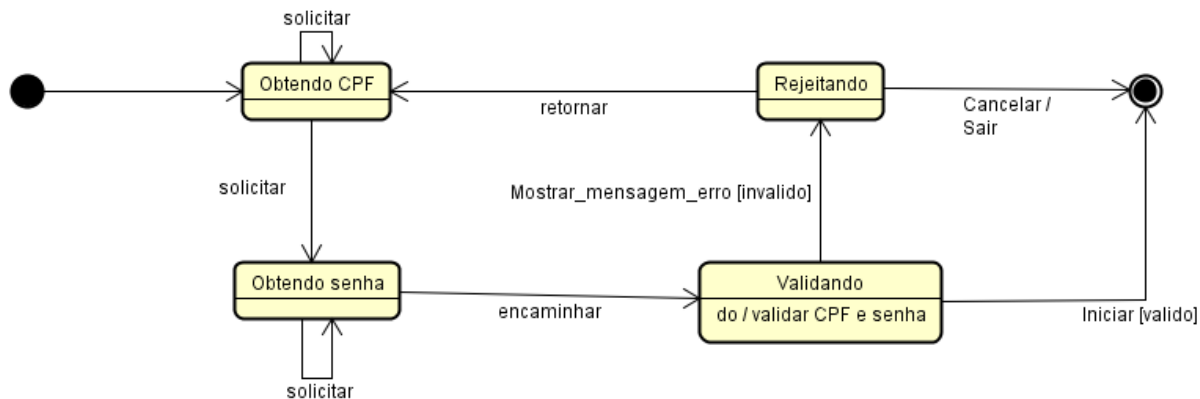 solicitar
Obtendo CPF
Rejeitando
retornar
Cancelar /
Sair
solicitar
Mostrar_mensagem_erro [invalido]
Obtendo senha
Validando
do / validar CPF e senha
encaminhar
Iniciar [valido]
solicitar